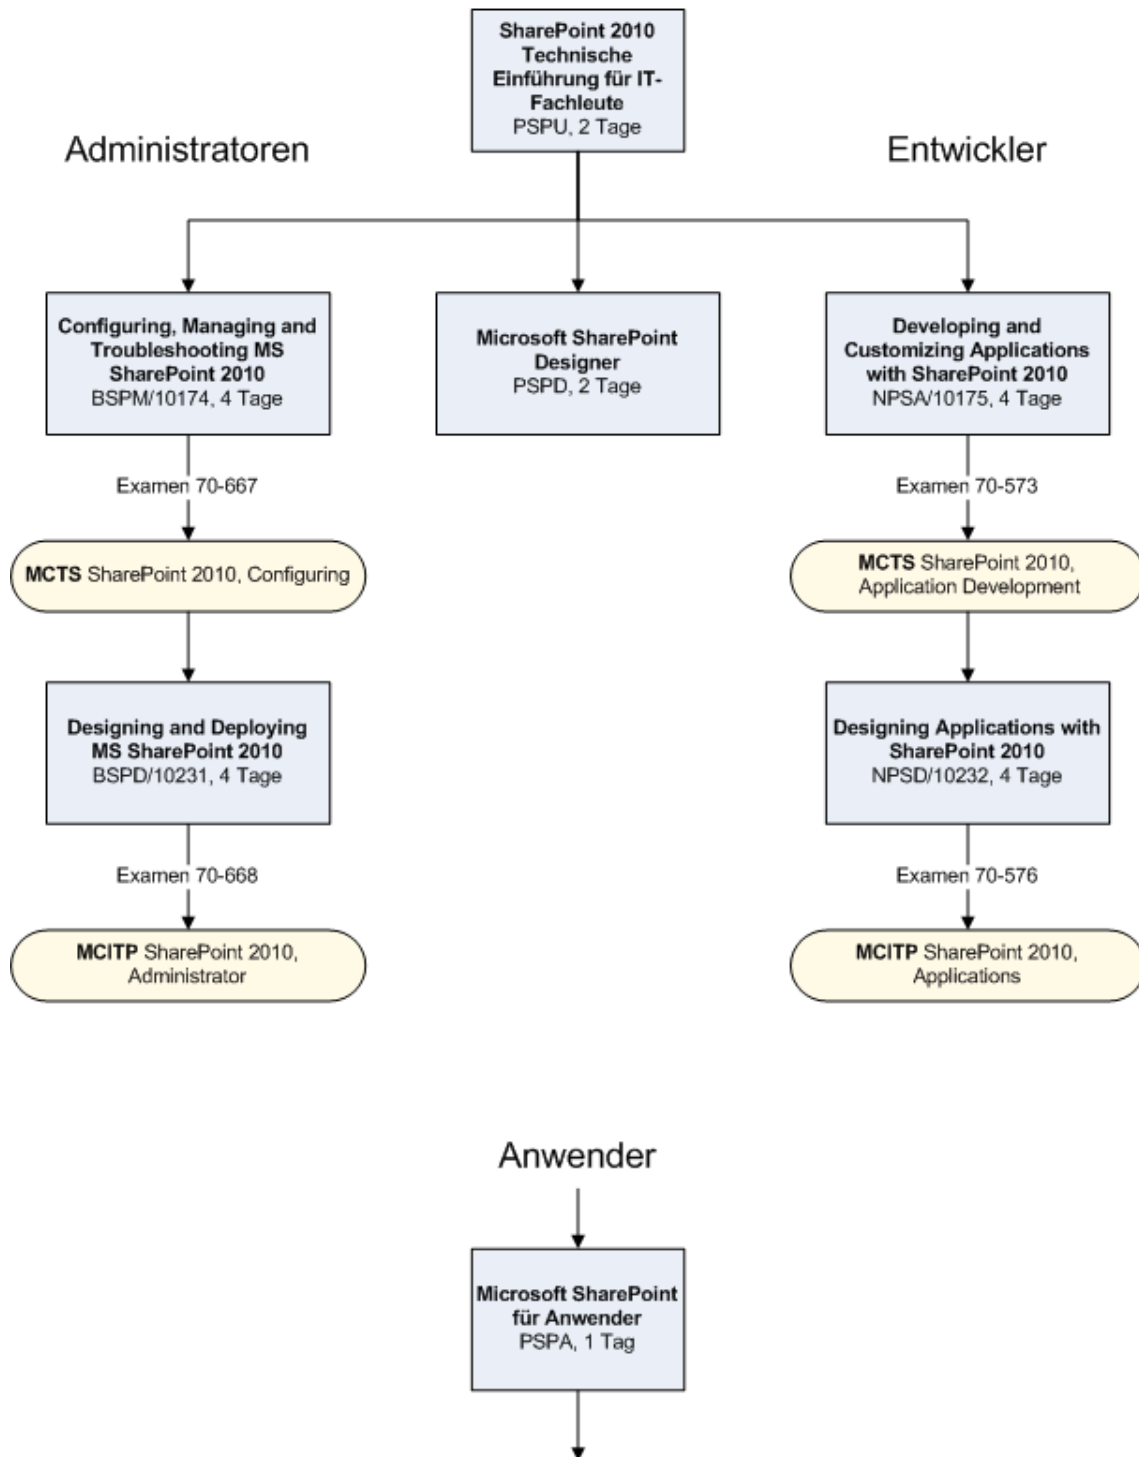 SharePoint 2010
Technische
Einführung für IT-
Fachleute
PSPU, 2 Tage
Administratoren
Entwickler
Configuring, Managing and
Troubleshooting MS
SharePoint 2010
BSPM/10174, 4 Tage
Microsoft SharePoint
Designer
PSPD, 2 Tage
Developing and
Customizing Applications
with SharePoint 2010
NPSA/10175, 4 Tage
Examen 70-667
Examen 70-573
MCTS SharePoint 2010, Configuring
MCTS SharePoint 2010,
Application Development
Designing and Deploying
MS SharePoint 2010
BSPD/10231, 4 Tage
Designing Applications with
SharePoint 2010
NPSD/10232, 4 Tage
Examen 70-668
Examen 70-576
MCITP SharePoint 2010,
Administrator
MCITP SharePoint 2010,
Applications
Anwender
Microsoft SharePoint
für Anwender
PSPA, 1 Tag